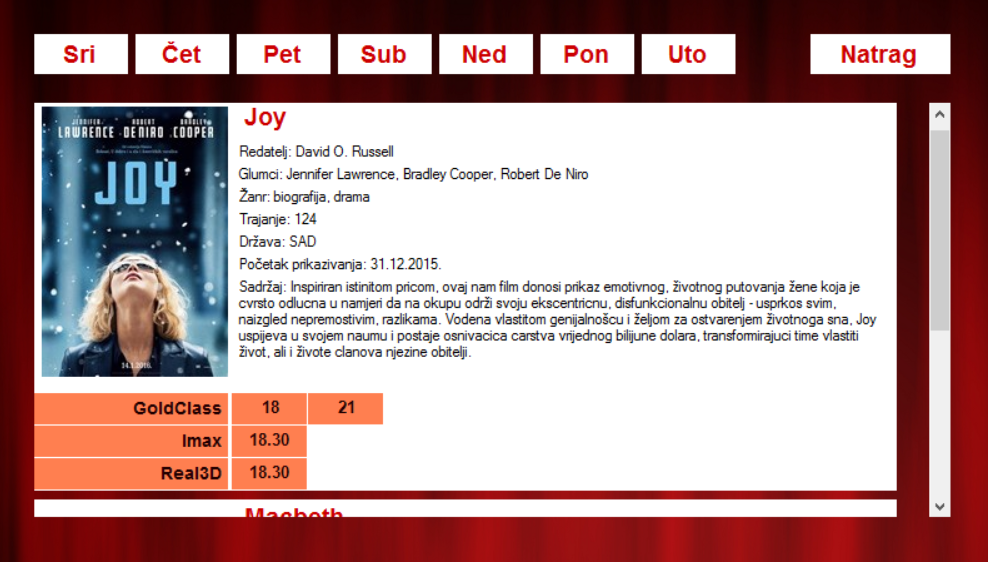 Sri Čet Pet Sub Ned Pon Uto Natrag
JENNIFER ROBERT BRADLEY
LAWRENCE DE NIRO COOPER
JOY
Joy
Redatelj: David O. Russell
Glumci: Jennifer Lawrence, Bradley Cooper, Robert De Niro
Žanr: biografija, drama
Trajanje: 124
Država: SAD
Početak prikazivanja: 31.12.2015.
Sadržaj: Inspiriran istinitom pricom, ovaj nam film donosi prikaz emotivnog, životnog putovanja žene koja je
cvrsto odlucna u namjeri da na okupu održi svoju ekscentricnu, disfunkcionalnu obitelj - usprkos svim,
naizgled nepremostivim, razlikama. Vodena vlastitom genijalnošcu i željom za ostvarenjem životnoga sna, Joy
uspijeva u svojem naumu i postaje osnivacica carstva vrijednog bilijune dolara, transformirajuci time vlastiti
život, ali i živote clanova njezine obitelji.
GoldClass 18 21
Imax 18.30
Real3D 18.30
Macbeth